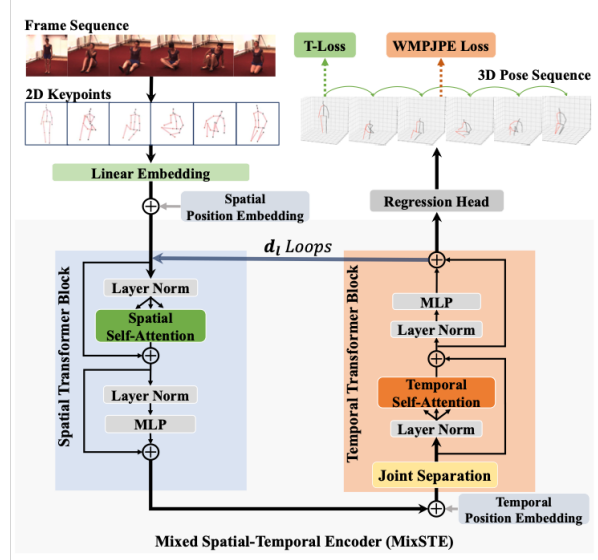 Frame Sequence
2D Keypoints
Linear Embedding
Spatial
Position Embedding
T-Loss
WMPJPE Loss
3D Pose Sequence
Regression Head
d_l Loops
Spatial Transformer Block
Layer Norm
Spatial
Self-Attention
Layer Norm
MLP
Temporal Transformer Block
MLP
Layer Norm
Temporal
Self-Attention
Layer Norm
Joint Separation
Temporal
Position Embedding
Mixed Spatial-Temporal Encoder (MixSTE)